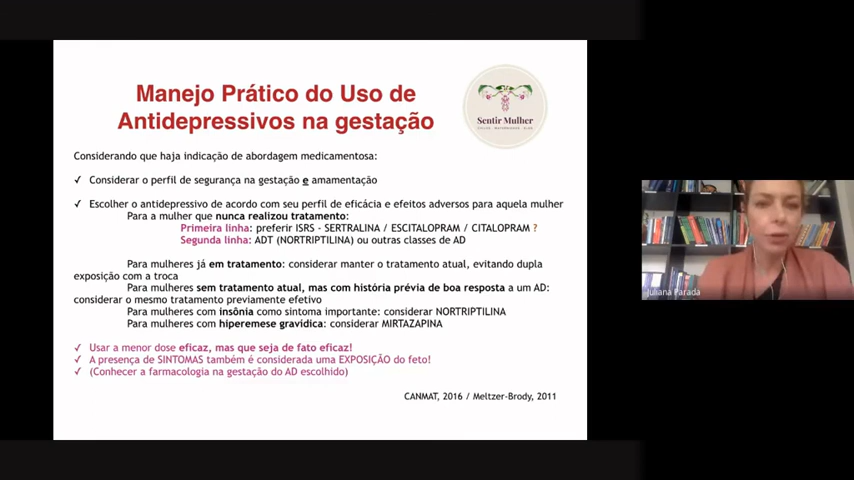 Manejo Prático do Uso de
Antidepressivos na gestação
Sentir Mulher
Considerando que haja indicação de abordagem medicamentosa:
✓ Considerar o perfil de segurança na gestação e amamentação
✓ Escolher o antidepressivo de acordo com seu perfil de eficácia e efeitos adversos para aquela mulher
Para a mulher que nunca realizou tratamento:
Primeira linha: preferir ISRS - SERTRALINA / ESCITALOPRAM / CITALOPRAM ?
Segunda linha: ADT (NORTRIPTILINA) ou outras classes de AD
Para mulheres já em tratamento: considerar manter o tratamento atual, evitando dupla
exposição com a troca
Para mulheres sem tratamento atual, mas com história prévia de boa resposta a um AD:
considerar o mesmo tratamento previamente efetivo
Para mulheres com insônia como sintoma importante: considerar NORTRIPTILINA
Para mulheres com hiperemese gravídica: considerar MIRTAZAPINA
✓ Usar a menor dose eficaz, mas que seja de fato eficaz!
✓ A presença de SINTOMAS também é considerada uma EXPOSIÇÃO do feto!
✓ (Conhecer a farmacologia na gestação do AD escolhido)
CANMAT, 2016 / Meltzer-Brody, 2011
Juliana Parada